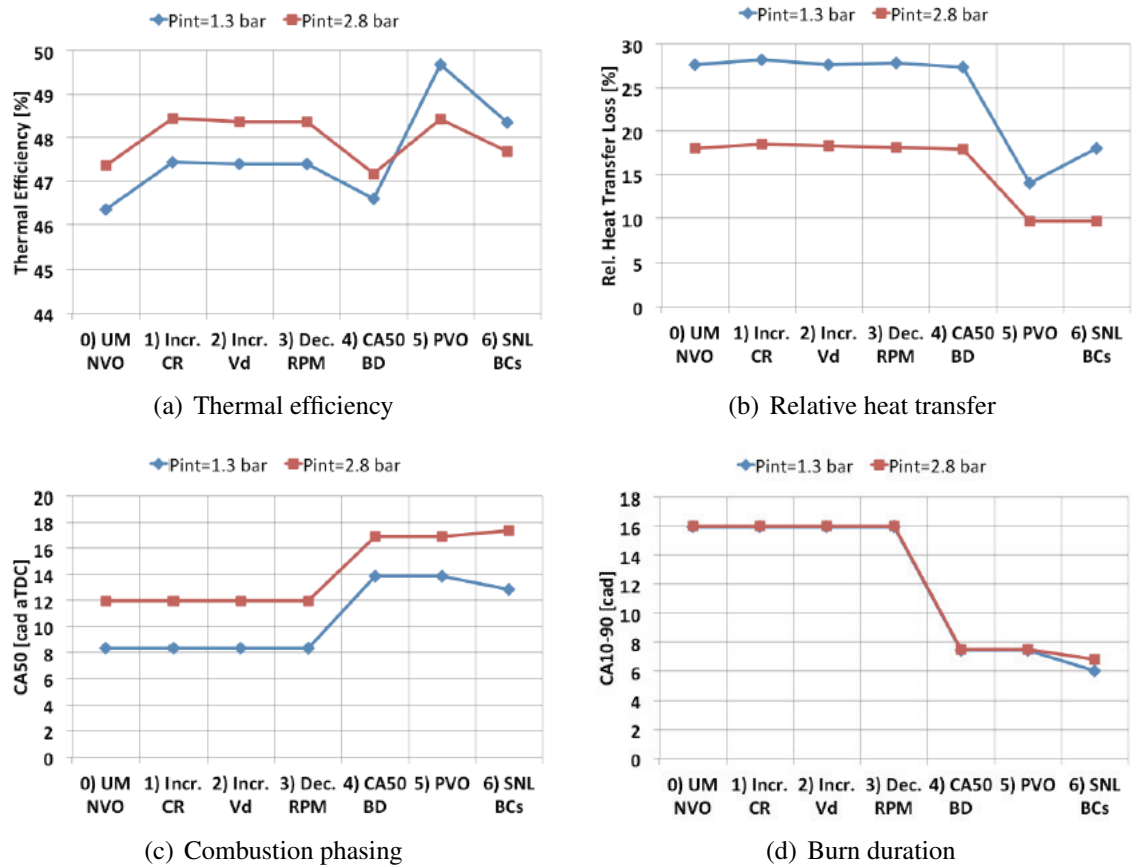 Pint=1.3 bar Pint=2.8 bar
Thermal Efficiency [%]
50
49
48
47
46
45
44
0) UM NVO 1) Incr. CR 2) Incr. Vd 3) Dec. RPM 4) CA50 BD 5) PVO 6) SNL BCs
(a) Thermal efficiency
Pint=1.3 bar Pint=2.8 bar
Rel. Heat Transfer Loss [%]
30
25
20
15
10
5
0
0) UM NVO 1) Incr. CR 2) Incr. Vd 3) Dec. RPM 4) CA50 BD 5) PVO 6) SNL BCs
(b) Relative heat transfer
Pint=1.3 bar Pint=2.8 bar
CA50 [cad aTDC]
20
18
16
14
12
10
8
6
4
2
0
0) UM NVO 1) Incr. CR 2) Incr. Vd 3) Dec. RPM 4) CA50 BD 5) PVO 6) SNL BCs
(c) Combustion phasing
Pint=1.3 bar Pint=2.8 bar
CA10-90 [cad]
18
16
14
12
10
8
6
4
2
0
0) UM NVO 1) Incr. CR 2) Incr. Vd 3) Dec. RPM 4) CA50 BD 5) PVO 6) SNL BCs
(d) Burn duration